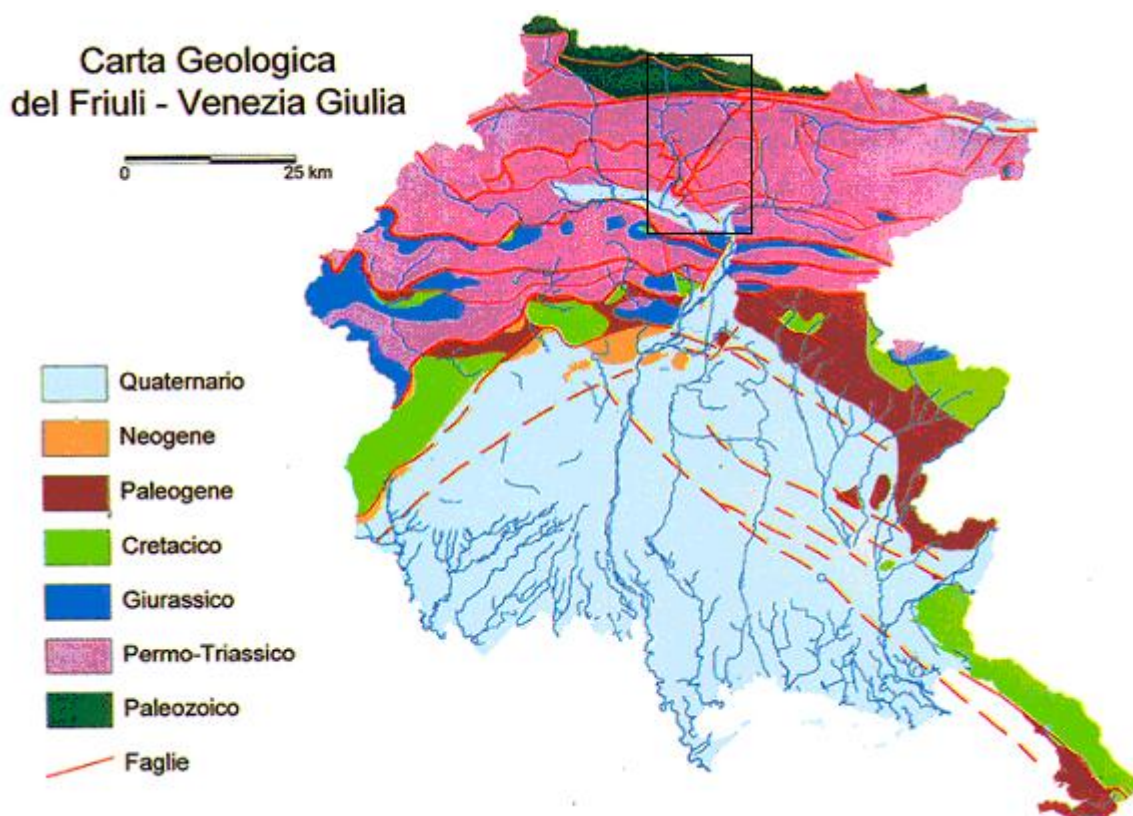 Carta Geologica
del Friuli - Venezia Giulia
0 25 km
Quaternario
Neogene
Paleogene
Cretacico
Giurassico
Permo-Triassico
Paleozoico
Faglie